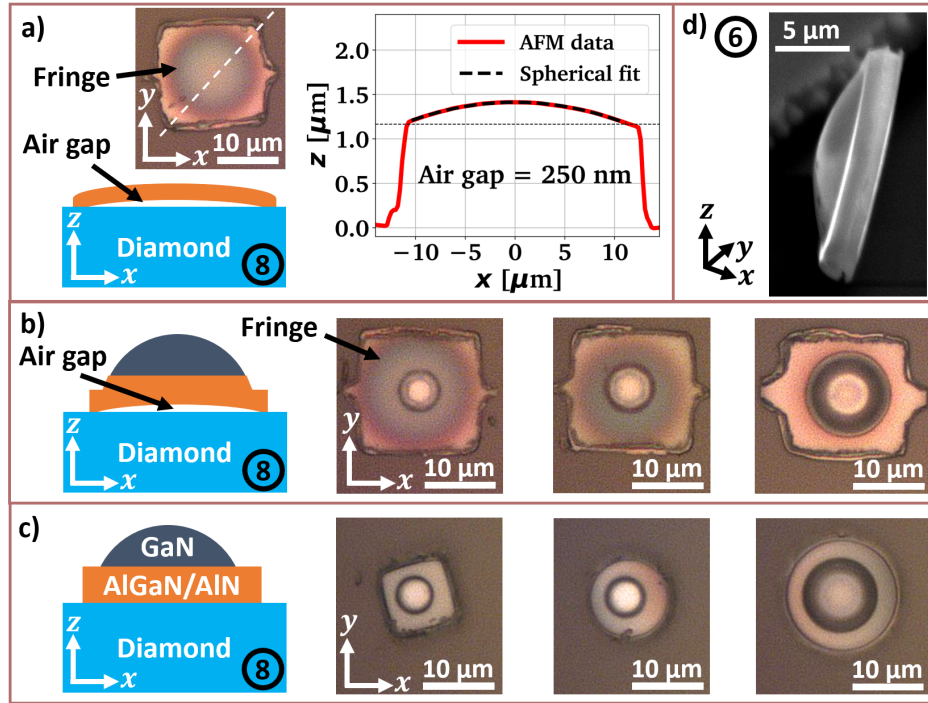 a)
Fringe
y
x
10 μm
Air gap
z
Diamond
x
8
2.0
1.5
1.0
0.5
0.0
z [μm]
AFM data
Spherical fit
Air gap = 250 nm
−10
−5
0
5
10
x [μm]
d)
6
5 μm
z
y
x
b)
Fringe
Air gap
z
Diamond
x
8
y
x
10 μm
10 μm
10 μm
c)
GaN
AlGaN/AlN
z
Diamond
x
8
y
x
10 μm
10 μm
10 μm